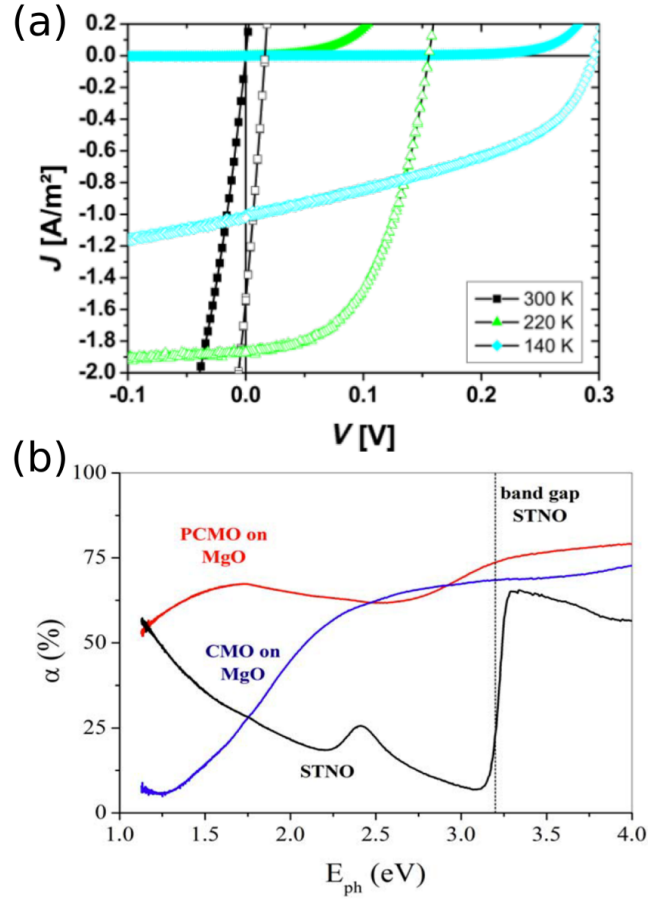 (a)
0.2
0.0
-0.2
-0.4
-0.6
-0.8
-1.0
-1.2
-1.4
-1.6
-1.8
-2.0
J [A/m²]
300 K
220 K
140 K
-0.1 0.0 0.1 0.2 0.3
V [V]
(b)
100
75
50
25
0
α (%)
band gap
STNO
PCMO on
MgO
CMO on
MgO
STNO
1.0 1.5 2.0 2.5 3.0 3.5 4.0
E_ph (eV)